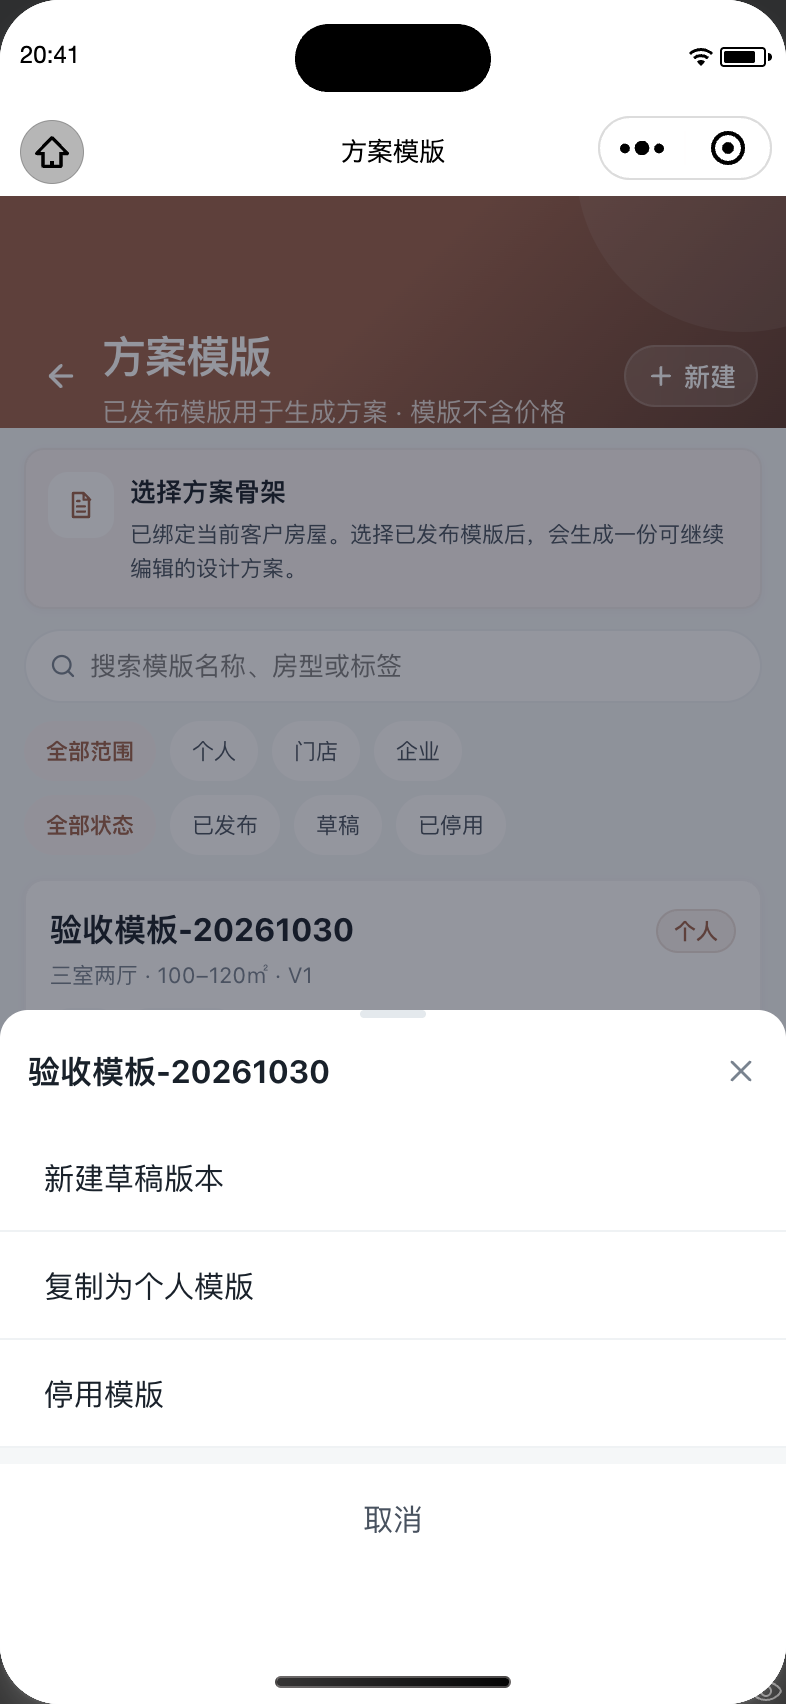 20:41
方案模版
方案模版
新建
已发布模版用于生成方案 · 模版不含价格
选择方案骨架
已绑定当前客户房屋。选择已发布模版后，会生成一份可继续
编辑的设计方案。
搜索模版名称、房型或标签
全部范围 个人 门店 企业
全部状态 已发布 草稿 已停用
验收模板-20261030 个人
三室两厅 · 100–120㎡ · V1
验收模板-20261030
新建草稿版本
复制为个人模版
停用模版
取消